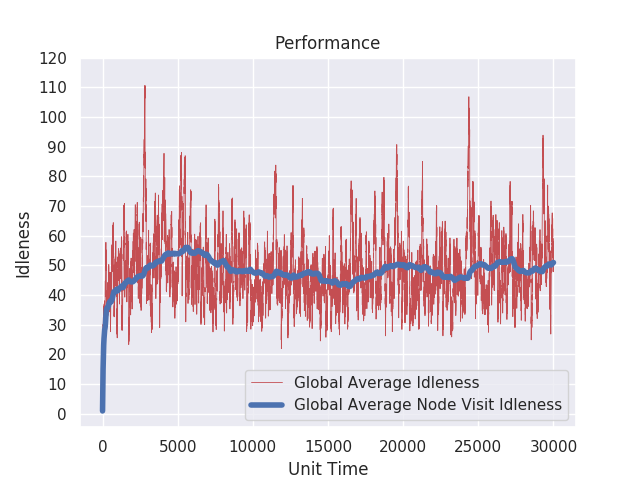 Performance
120
110
100
90
80
70
60
50
40
30
20
10
0
Idleness
Global Average Idleness
Global Average Node Visit Idleness
0 5000 10000 15000 20000 25000 30000
Unit Time